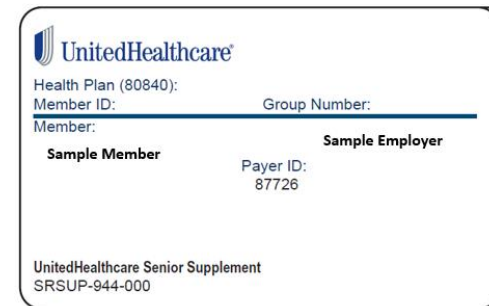 UnitedHealthcare®
Health Plan (80840):
Member ID: Group Number:
Member:
Sample Employer
Sample Member
Payer ID:
87726
UnitedHealthcare Senior Supplement
SRSUP-944-000